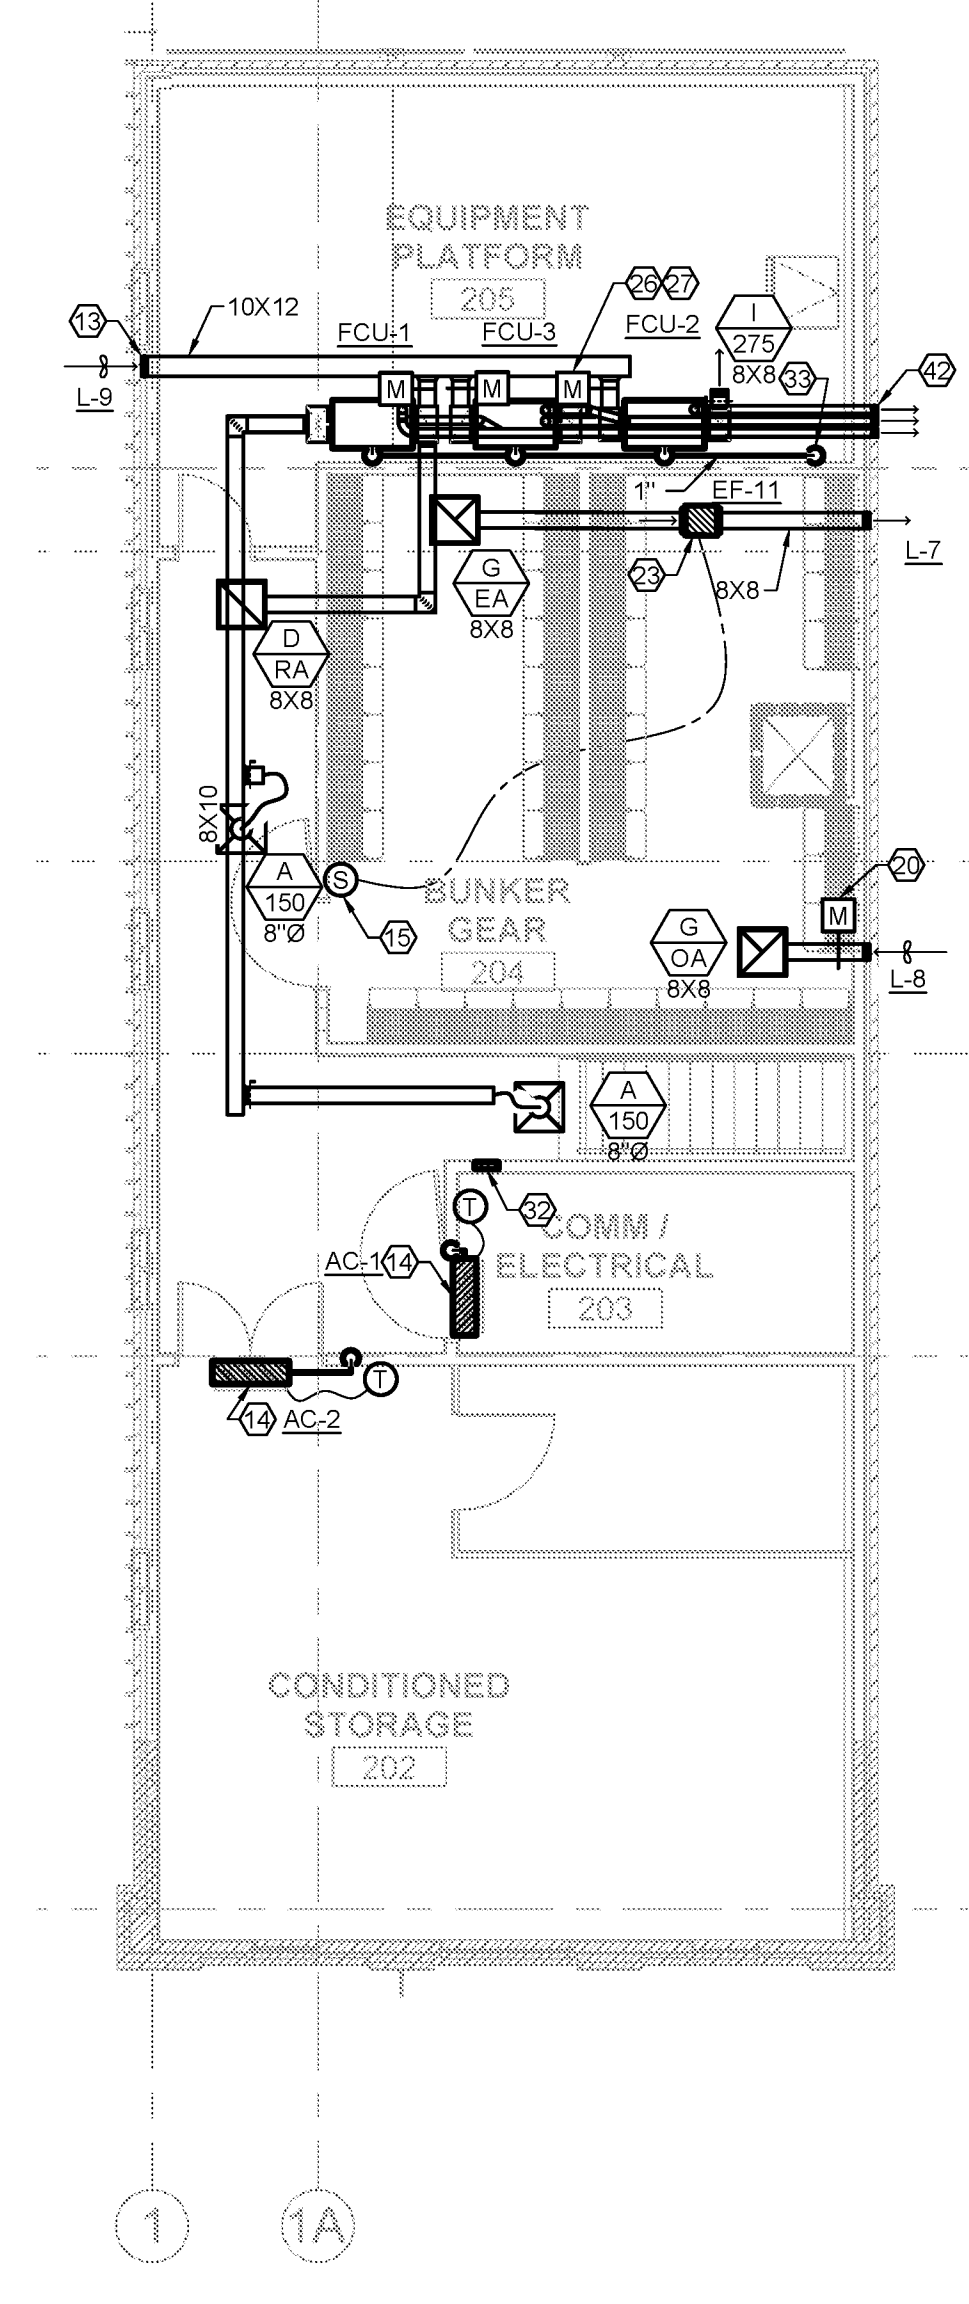 EQUIPMENT
PLATFORM
205
26 27
I
275
8X8
13
10X12
FCU-1
FCU-3
FCU-2
33
42
L-9
M
M
M
1"
EF-11
L-7
G
EA
8X8
23
8X8
D
RA
8X8
8X10
A
150
8"Ø
S
15
BUNKER
GEAR
204
20
M
G
OA
8X8
L-8
A
150
8"Ø
32
T
COMM /
ELECTRICAL
203
AC-1 14
T
14 AC-2
CONDITIONED
STORAGE
202
1
1A